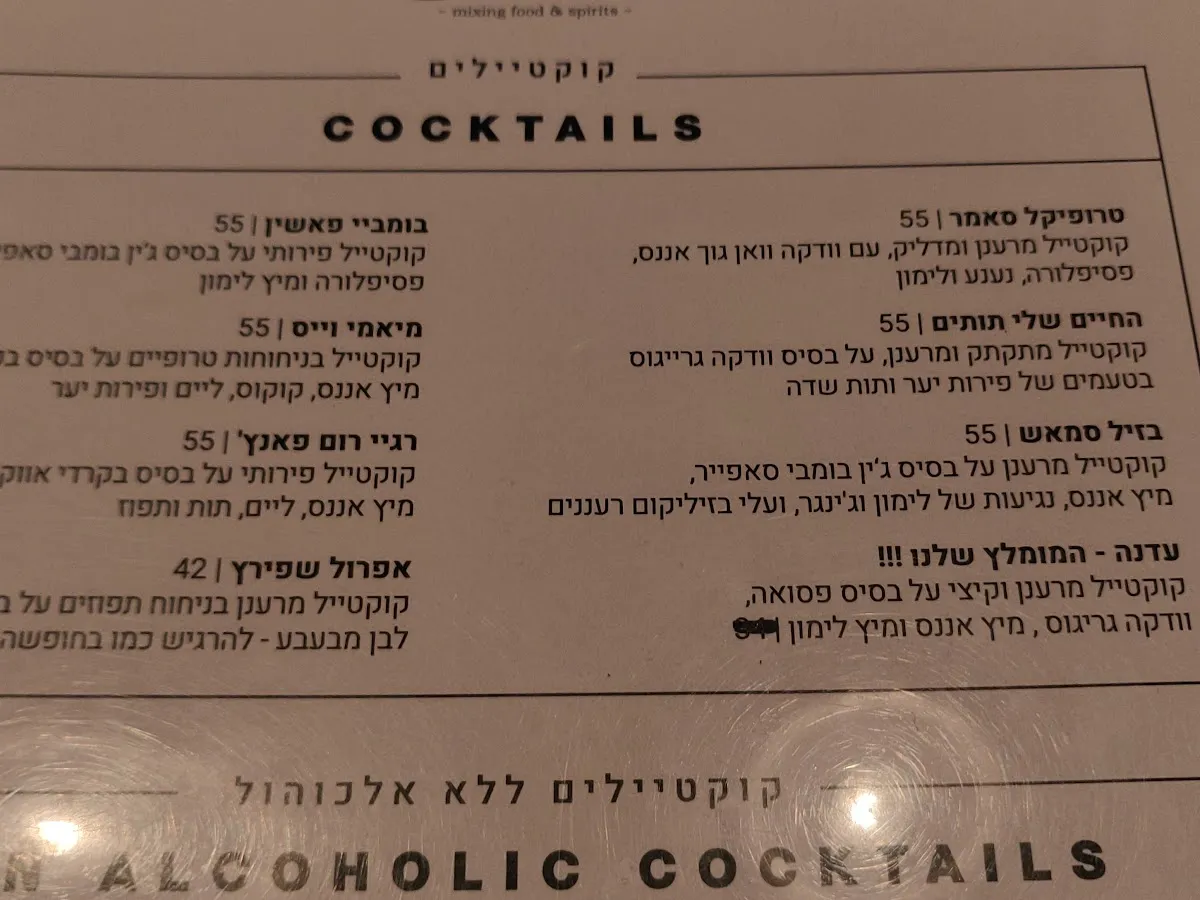 - mixing food & spirits -
קוקטיילים
COCKTAILS
טרופיקל סאמר | 55
קוקטייל מרענן ומדליק, עם וודקה וואן גוך אננס,
פסיפלורה, נענע ולימון
החיים שלי תותים | 55
קוקטייל מתקתק ומרענן, על בסיס וודקה גרייגוס
בטעמים של פירות יער ותות שדה
בזיל סמאש | 55
קוקטייל מרענן על בסיס ג'ין בומבי סאפייר,
מיץ אננס, נגיעות של לימון וג'ינגר, ועלי בזיליקום רעננים
עדנה - המומלץ שלנו !!!
קוקטייל מרענן וקיצי על בסיס פסואה,
וודקה גריגוס , מיץ אננס ומיץ לימון |
בומביי פאשין | 55
קוקטייל פירותי על בסיס ג'ין בומבי סאפי
פסיפלורה ומיץ לימון
מיאמי וייס | 55
קוקטייל בניחוחות טרופיים על בסיס
מיץ אננס, קוקוס, ליים ופירות יער
רגיי רום פאנץ' | 55
קוקטייל פירותי על בסיס בקרדי אווק
מיץ אננס, ליים, תות ותפוז
אפרול שפירץ | 42
קוקטייל מרענן בניחוח תפוזים על
לבן מבעבע - להרגיש כמו בחופשה
קוקטיילים ללא אלכוהול
N ALCOHOLIC COCKTAILS